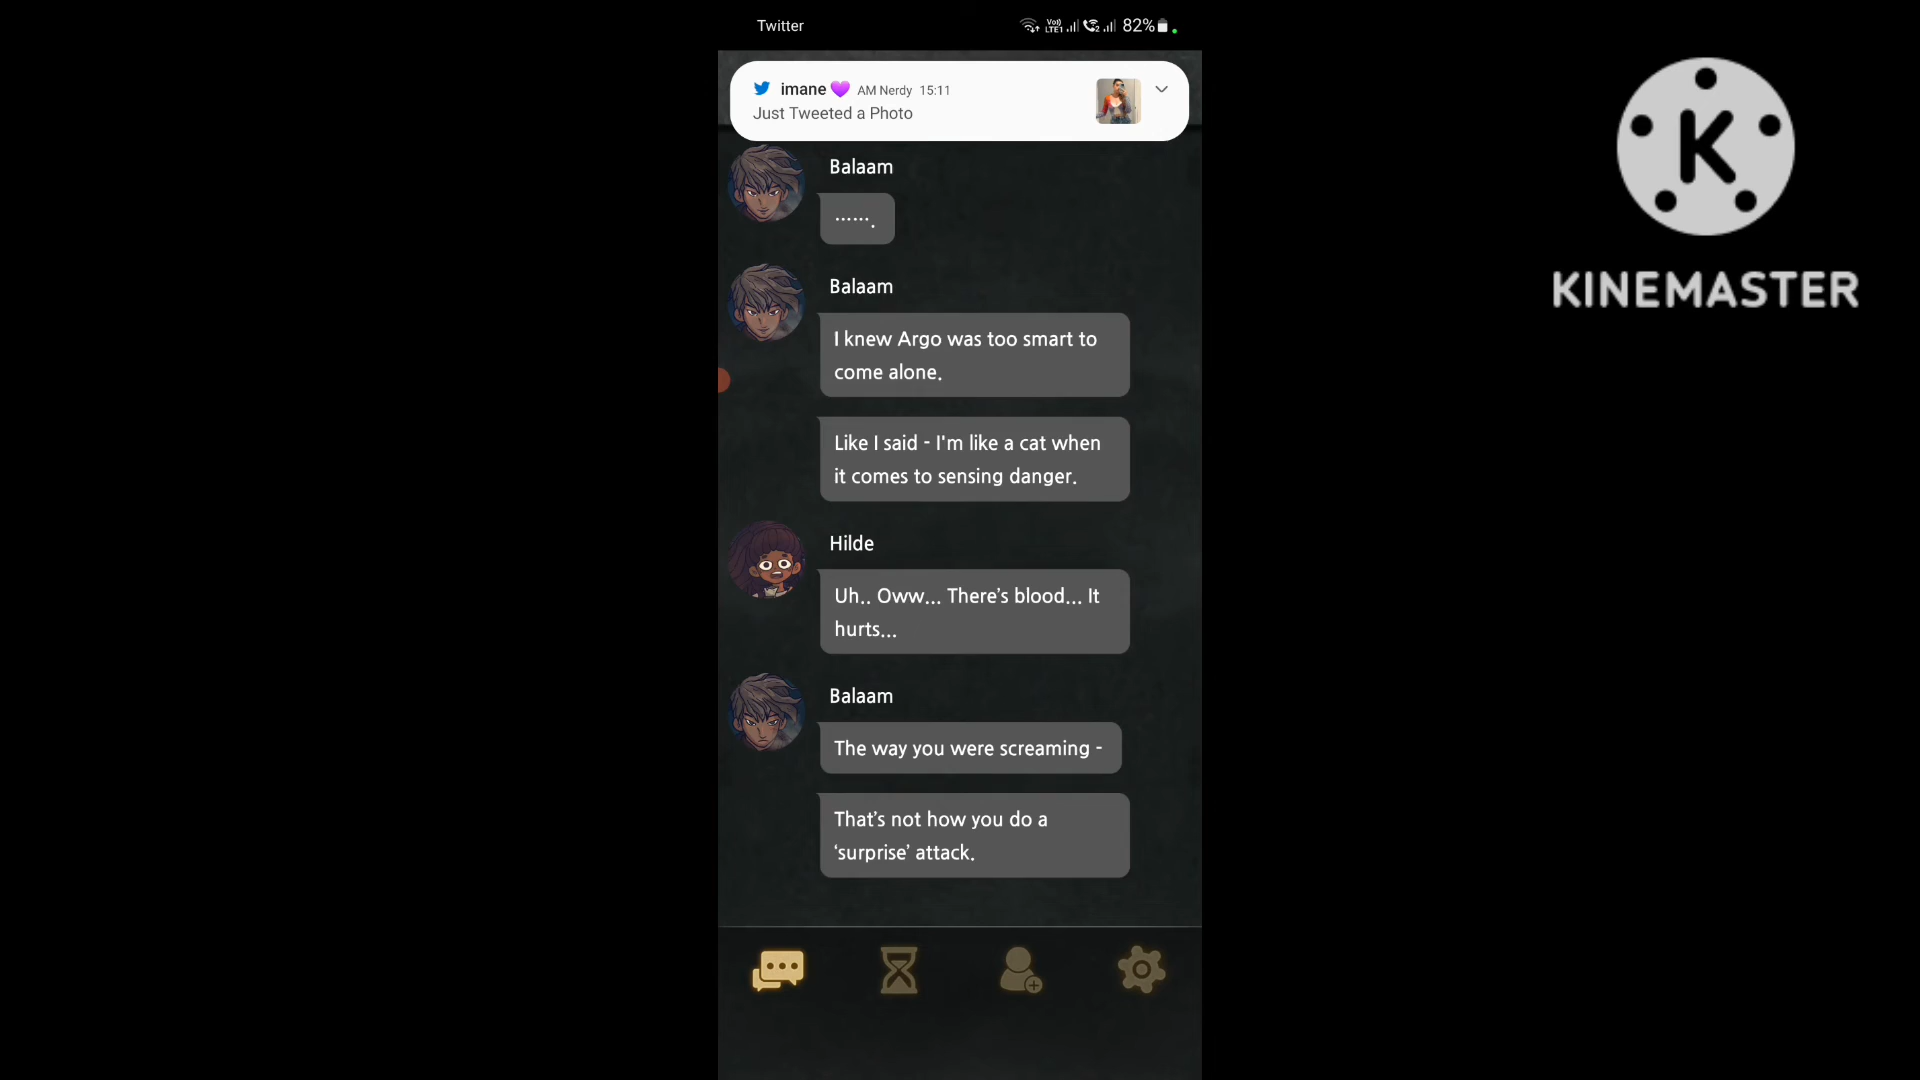 Twitter
82%
imane💜 AM Nerdy 15:11
Just Tweeted a Photo
Balaam
.......
Balaam
I knew Argo was too smart to
come alone.
Like I said - I'm like a cat when
it comes to sensing danger.
Hilde
Uh.. Oww... There's blood... It
hurts...
Balaam
The way you were screaming -
That's not how you do a
‘surprise’ attack.
K
KINEMASTER